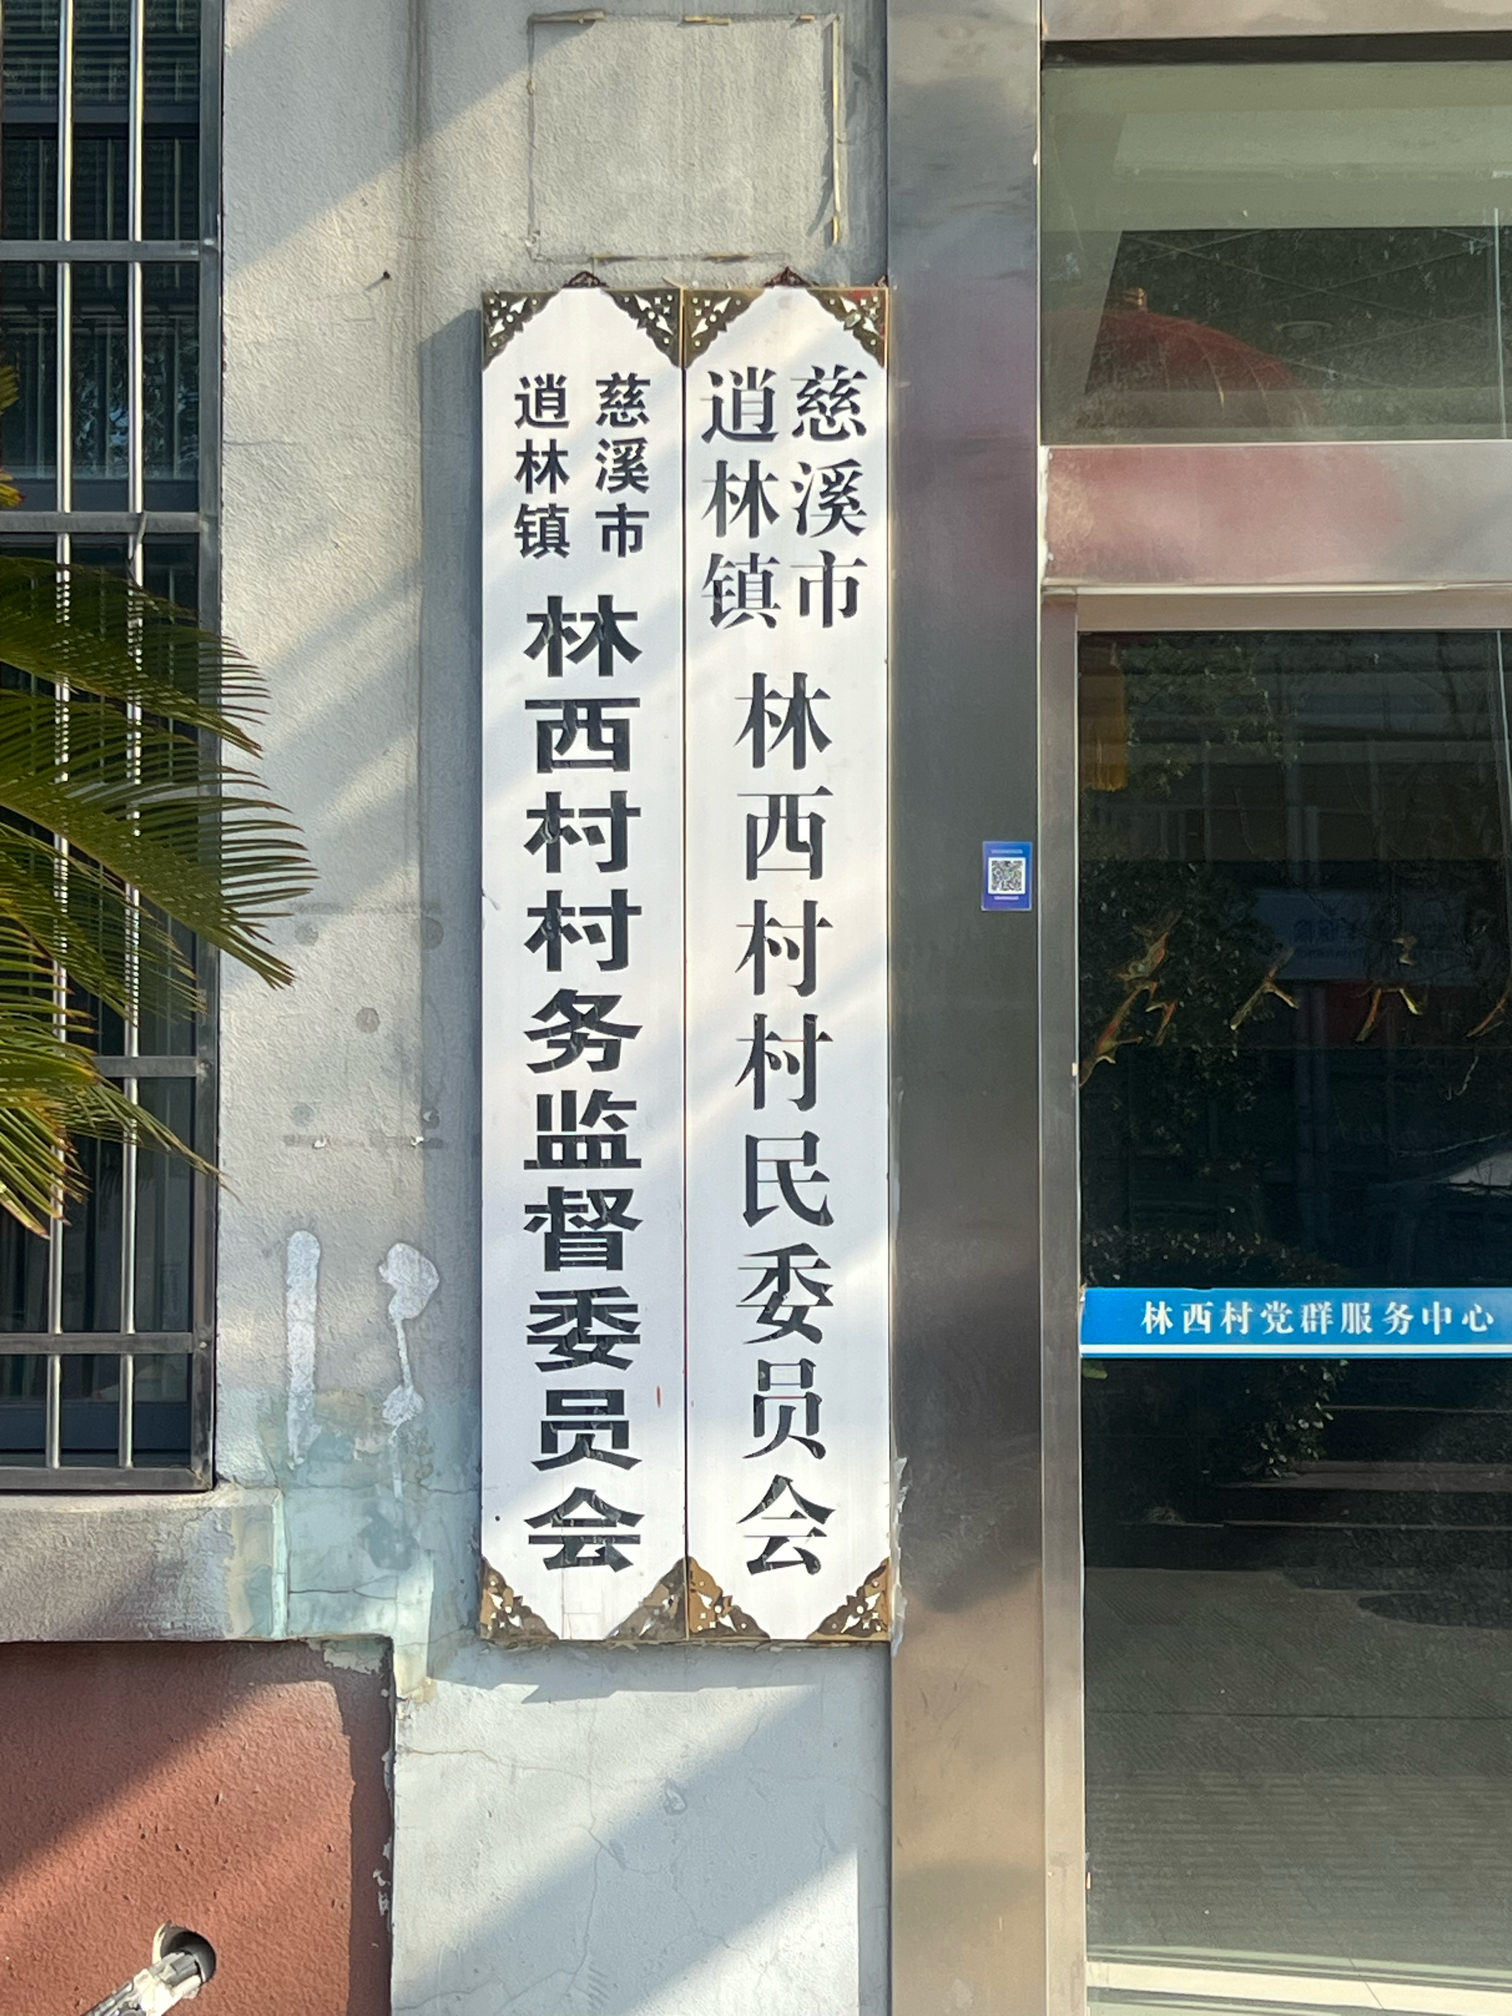 慈溪市
逍林镇
林西村村民委员会
慈溪市
逍林镇
林西村村务监督委员会
林西村党群服务中心